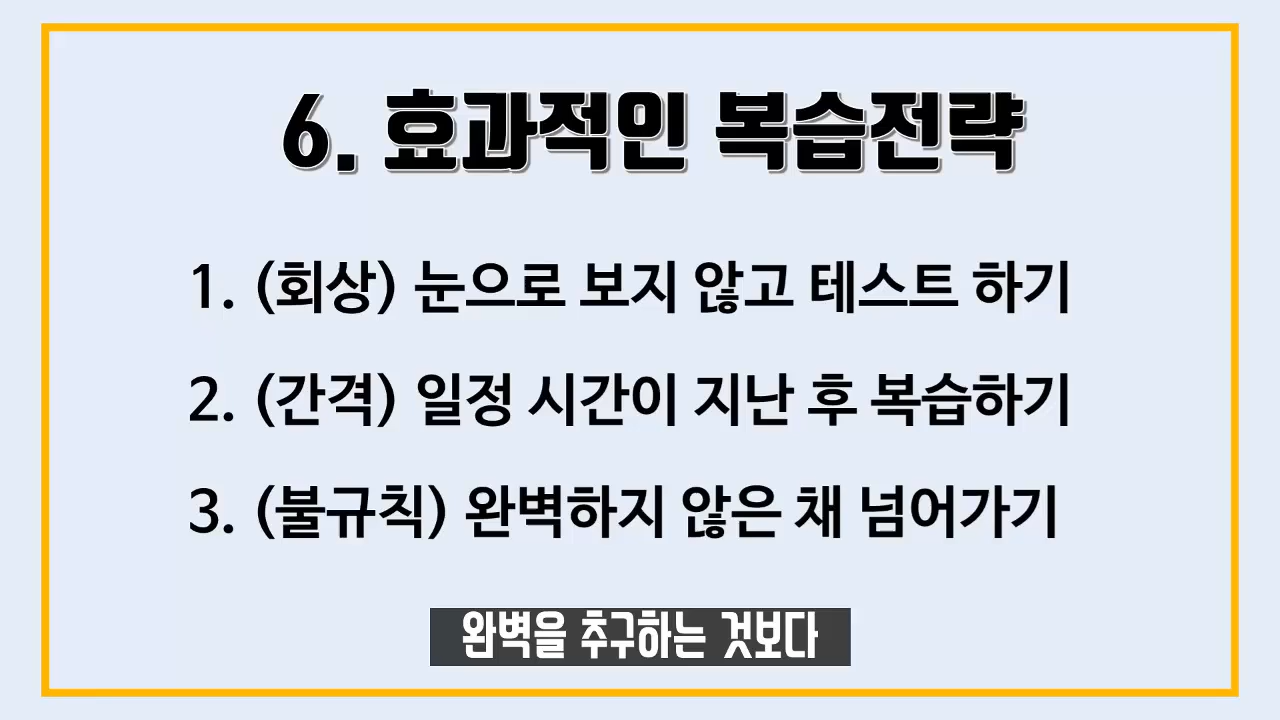 6. 효과적인 복습전략
1. (회상) 눈으로 보지 않고 테스트 하기
2. (간격) 일정 시간이 지난 후 복습하기
3. (불규칙) 완벽하지 않은 채 넘어가기
완벽을 추구하는 것보다